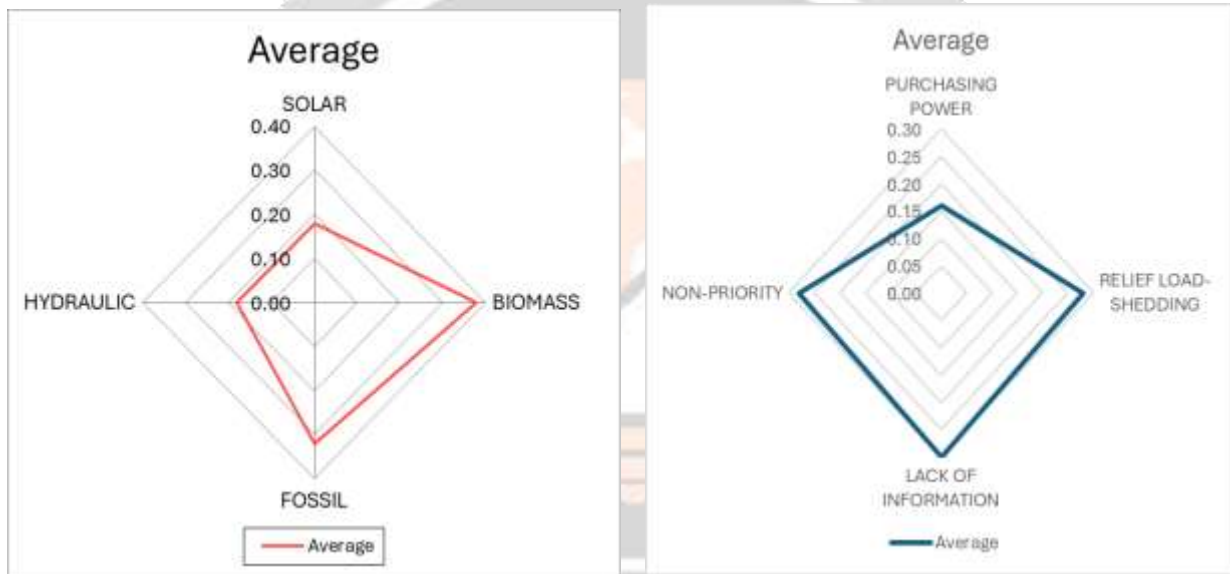 Average
SOLAR
0.40
0.30
0.20
0.10
0.00
HYDRAULIC
BIOMASS
FOSSIL
Average
Average
PURCHASING
POWER
0.30
0.25
0.20
0.15
0.10
0.05
0.00
NON-PRIORITY
RELIEF LOAD-
SHEDDING
LACK OF
INFORMATION
Average